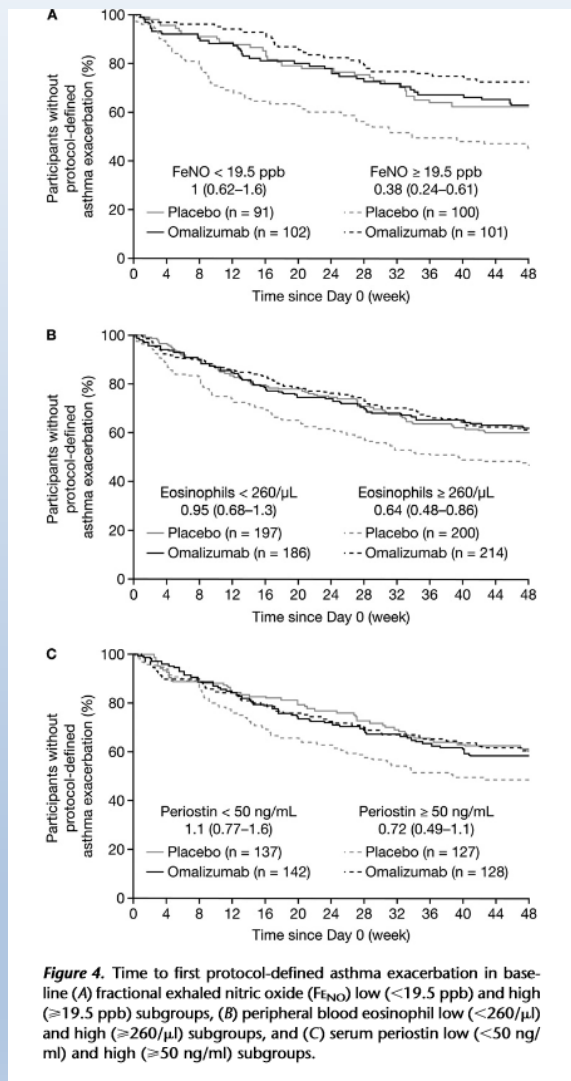 A
Participants without
protocol-defined
asthma exacerbation (%)
100
80
60
40
20
0
FeNO < 19.5 ppb
1 (0.62–1.6)
Placebo (n = 91)
Omalizumab (n = 102)
FeNO ≥ 19.5 ppb
0.38 (0.24–0.61)
Placebo (n = 100)
Omalizumab (n = 101)
0 4 8 12 16 20 24 28 32 36 40 44 48
Time since Day 0 (week)
B
Participants without
protocol-defined
asthma exacerbation (%)
100
80
60
40
20
0
Eosinophils < 260/µL
0.95 (0.68–1.3)
Placebo (n = 197)
Omalizumab (n = 186)
Eosinophils ≥ 260/µL
0.64 (0.48–0.86)
Placebo (n = 200)
Omalizumab (n = 214)
0 4 8 12 16 20 24 28 32 36 40 44 48
Time since Day 0 (week)
C
Participants without
protocol-defined
asthma exacerbation (%)
100
80
60
40
20
0
Periostin < 50 ng/mL
1.1 (0.77–1.6)
Placebo (n = 137)
Omalizumab (n = 142)
Periostin ≥ 50 ng/mL
0.72 (0.49–1.1)
Placebo (n = 127)
Omalizumab (n = 128)
0 4 8 12 16 20 24 28 32 36 40 44 48
Time since Day 0 (week)
Figure 4. Time to first protocol-defined asthma exacerbation in base-
line (A) fractional exhaled nitric oxide (FENO) low (<19.5 ppb) and high
(≥19.5 ppb) subgroups, (B) peripheral blood eosinophil low (<260/µl)
and high (≥260/µl) subgroups, and (C) serum periostin low (<50 ng/
ml) and high (≥50 ng/ml) subgroups.